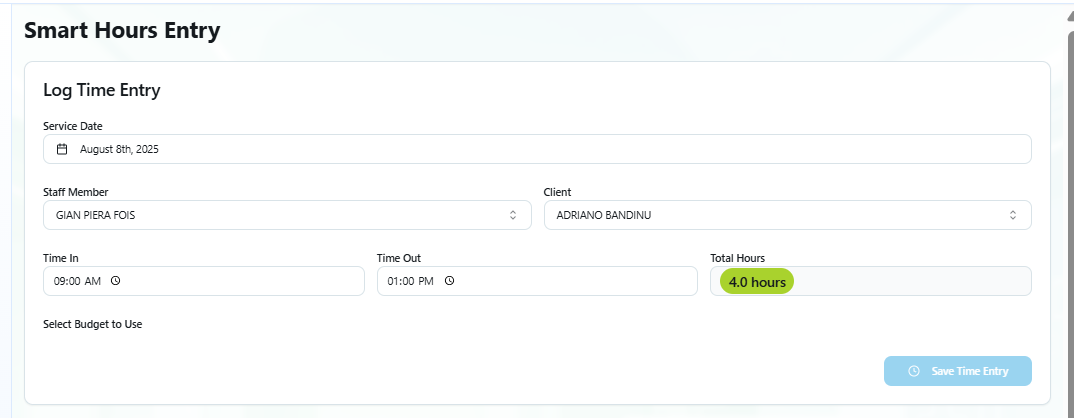 Smart Hours Entry
Log Time Entry
Service Date
August 8th, 2025
Staff Member
Client
GIAN PIERA FOIS
ADRIANO BANDINU
Time In
Time Out
Total Hours
09:00 AM
01:00 PM
4.0 hours
Select Budget to Use
Save Time Entry